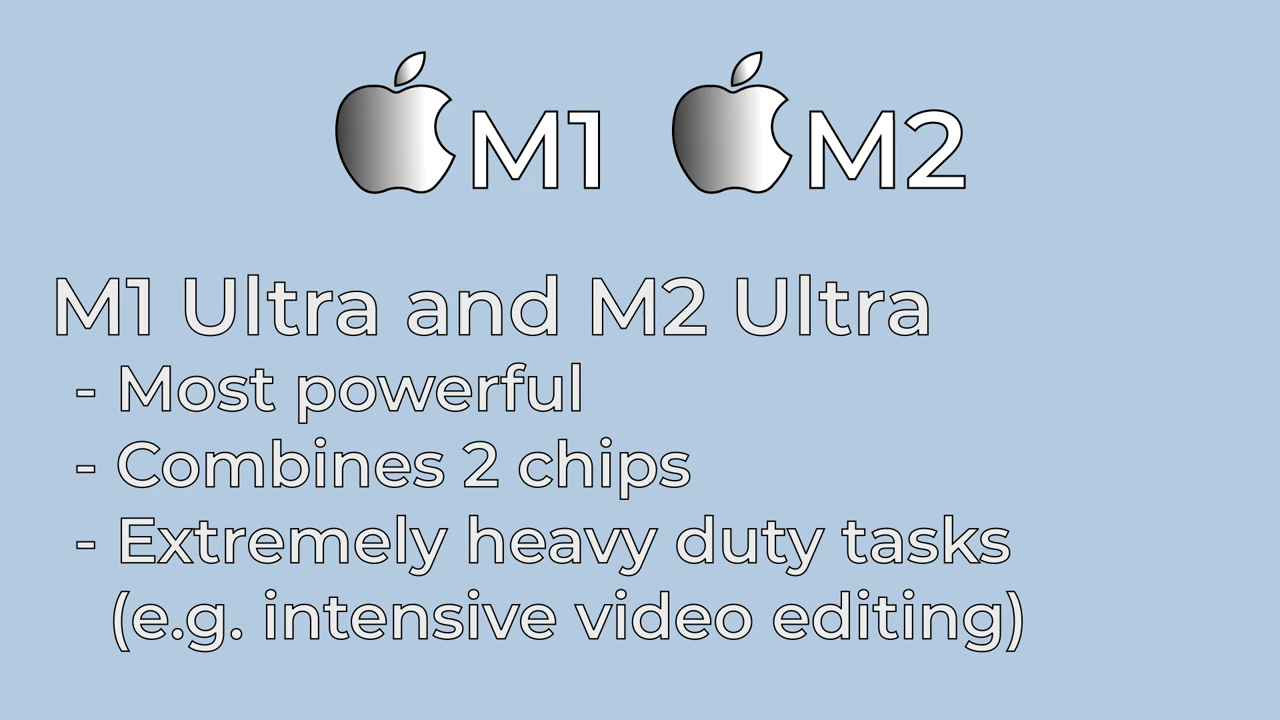 M1 M2
M1 Ultra and M2 Ultra
- Most powerful
- Combines 2 chips
- Extremely heavy duty tasks
(e.g. intensive video editing)